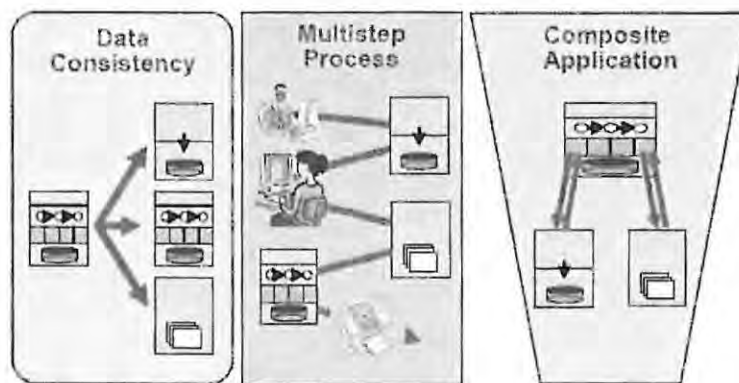 Data
Consistency
Multistep
Process
Composite
Application